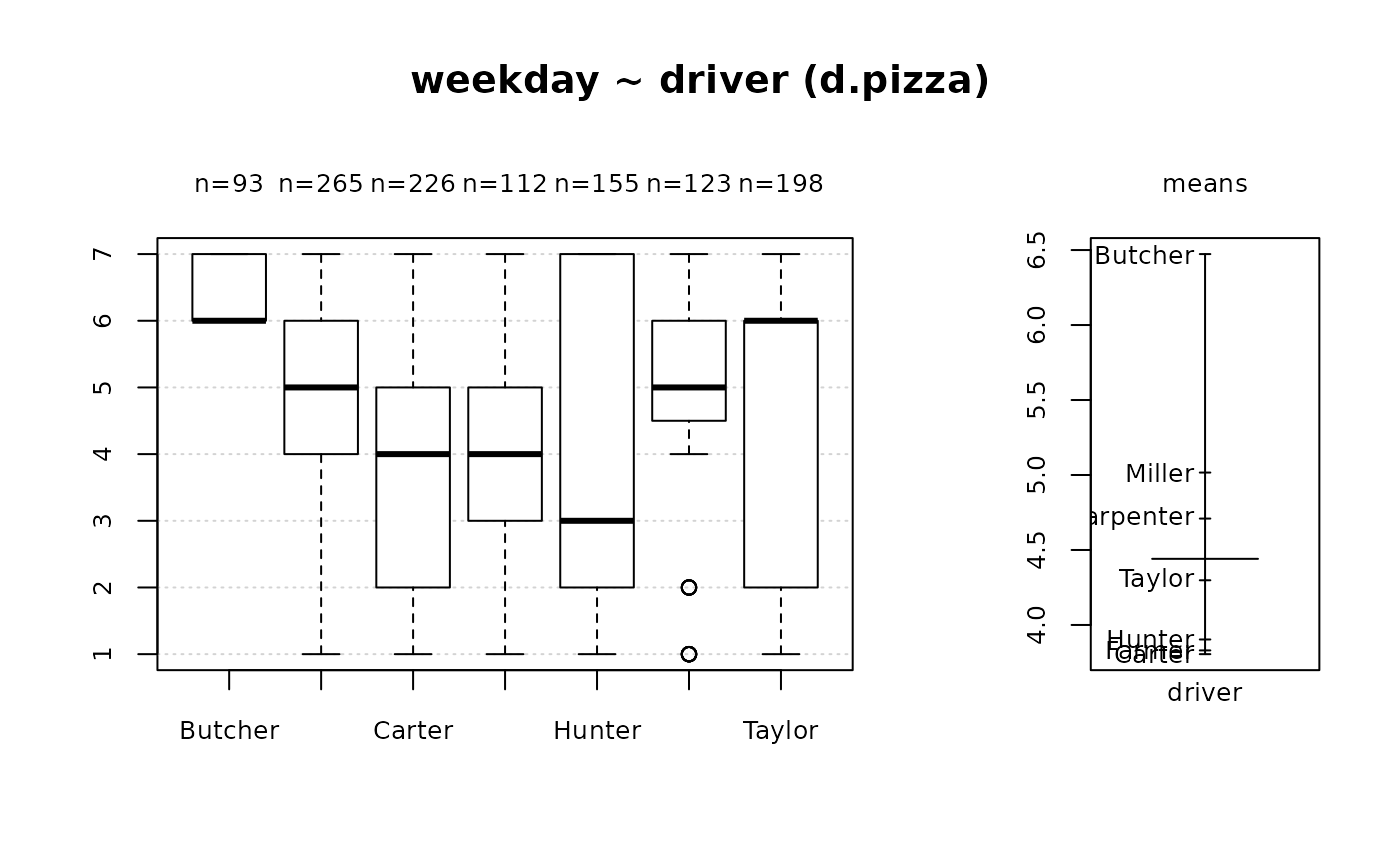 weekday ~ driver (d.pizza)
n=93 n=265 n=226 n=112 n=155 n=123 n=198
means
7
6
5
4
3
2
1
Butcher Carter Hunter Taylor
6.5
6.0
5.5
5.0
4.5
4.0
Butcher
Miller
arpenter
Taylor
Hunter
Carter
driver